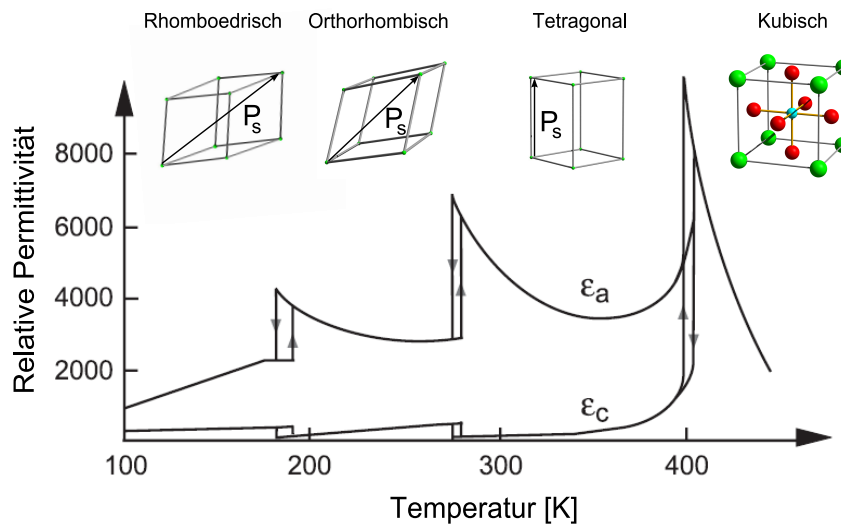 Rhomboedrisch Orthorhombisch Tetragonal Kubisch
Ps Ps Ps
Relative Permittivität
8000
6000
4000
2000
εa
εc
100 200 300 400
Temperatur [K]